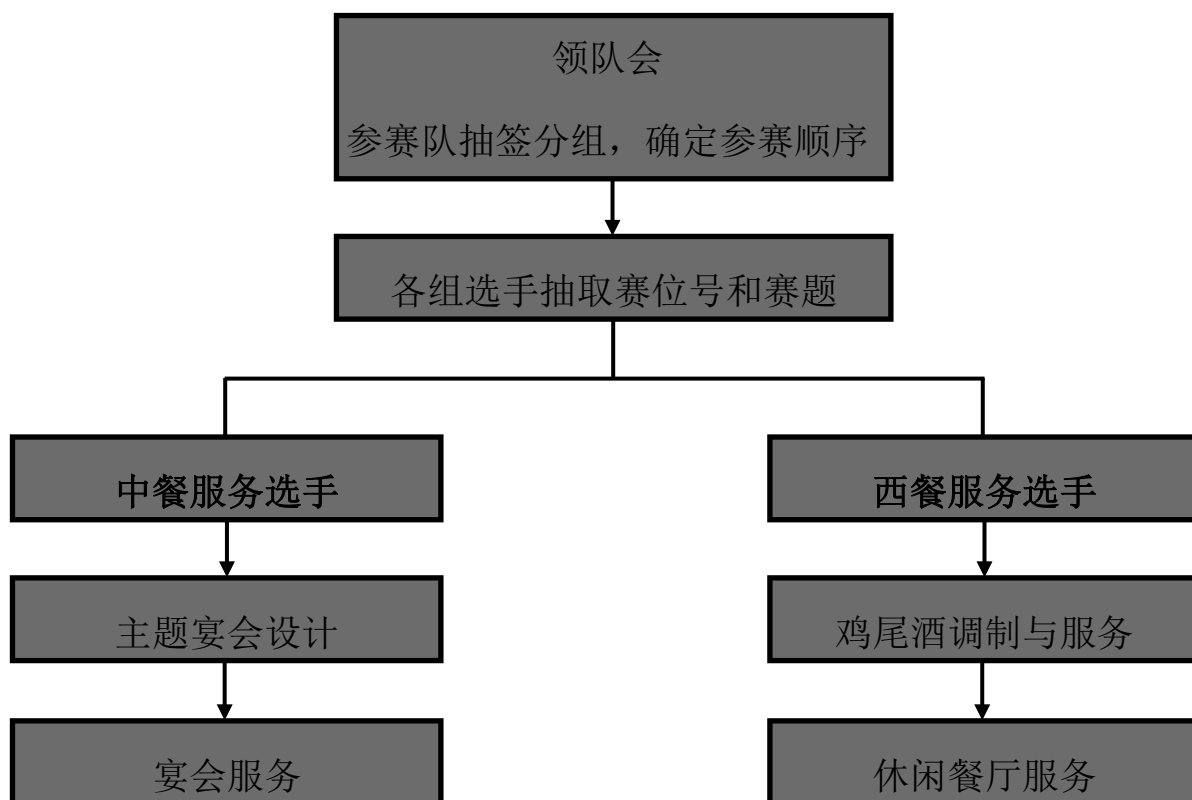 领队会
参赛队抽签分组，确定参赛顺序
各组选手抽取赛位号和赛题
中餐服务选手
西餐服务选手
主题宴会设计
鸡尾酒调制与服务
宴会服务
休闲餐厅服务